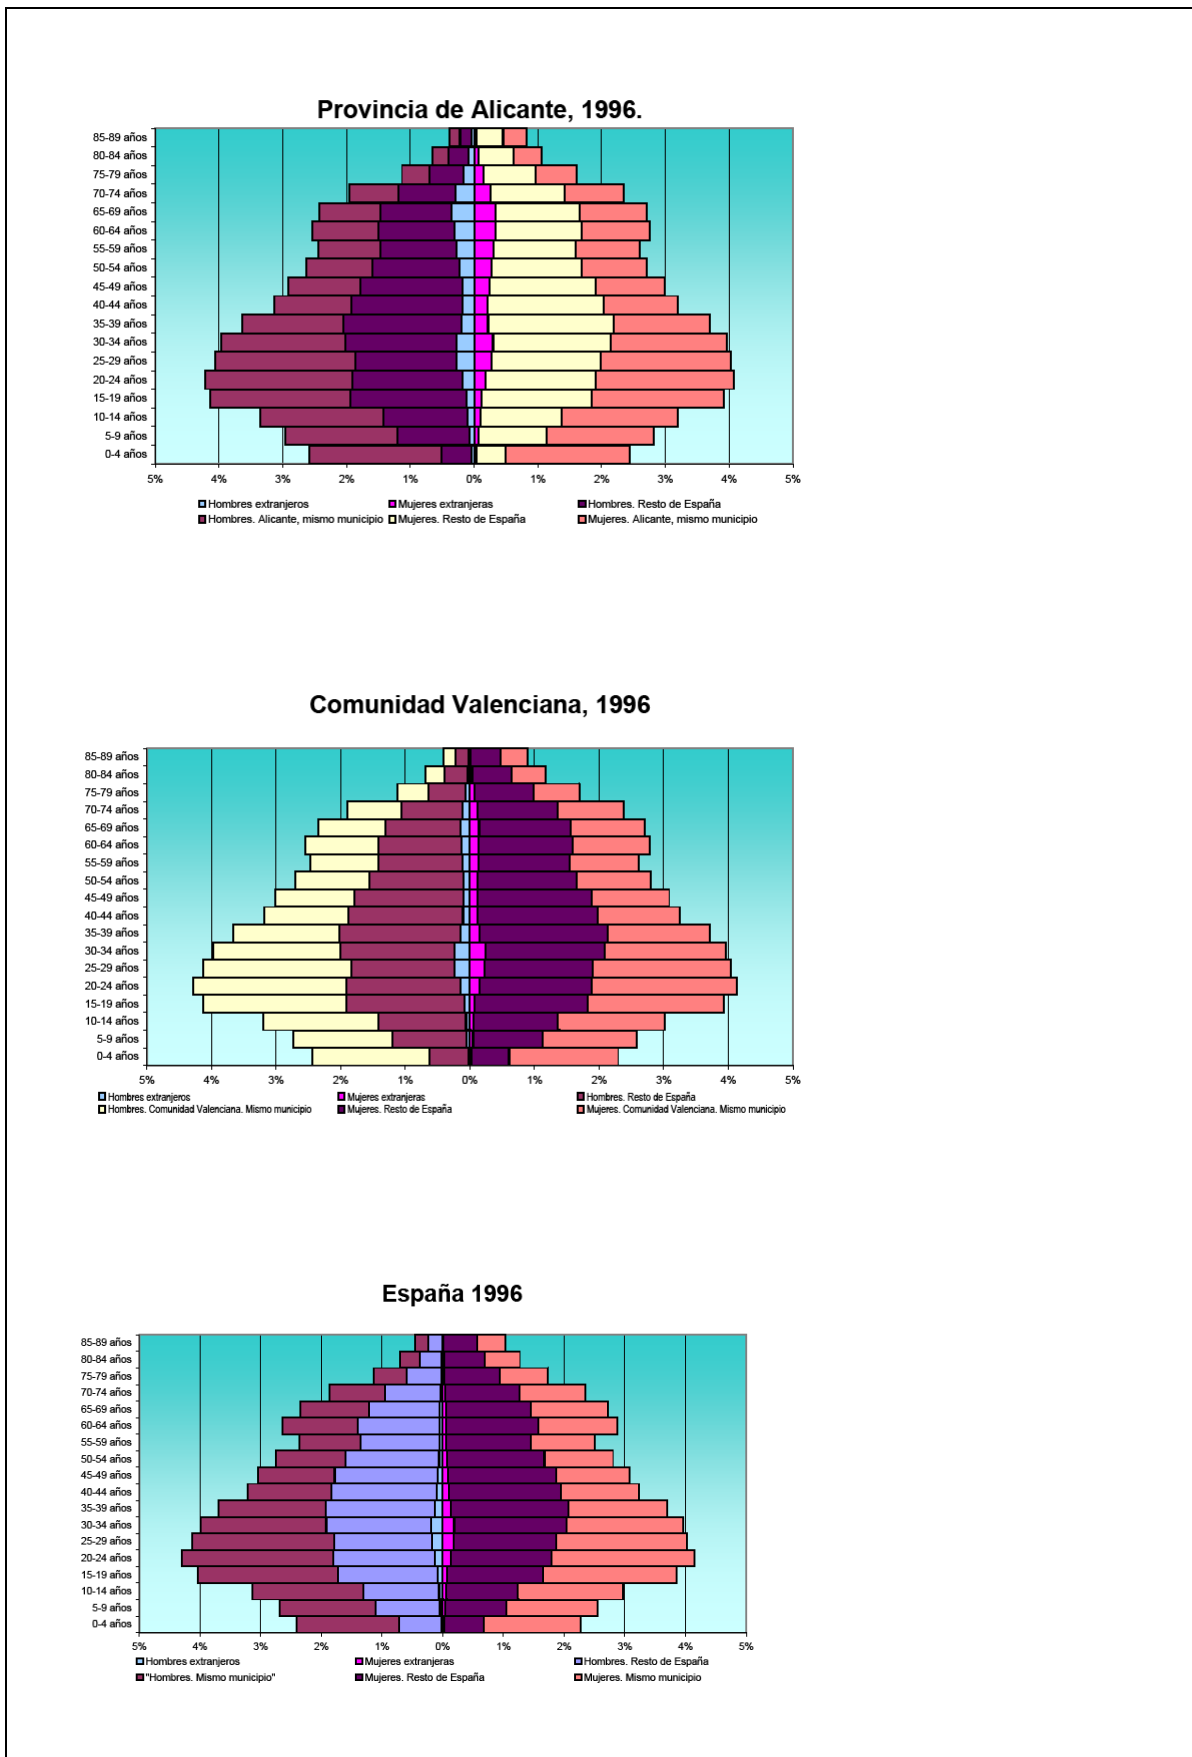 Provincia de Alicante, 1996.
85-89 años
80-84 años
75-79 años
70-74 años
65-69 años
60-64 años
55-59 años
50-54 años
45-49 años
40-44 años
35-39 años
30-34 años
25-29 años
20-24 años
15-19 años
10-14 años
5-9 años
0-4 años
5% 4% 3% 2% 1% 0% 1% 2% 3% 4% 5%
Hombres extranjeros Mujeres extranjeras Hombres. Resto de España
Hombres. Alicante, mismo municipio Mujeres. Resto de España Mujeres. Alicante, mismo municipio
Comunidad Valenciana, 1996
85-89 años
80-84 años
75-79 años
70-74 años
65-69 años
60-64 años
55-59 años
50-54 años
45-49 años
40-44 años
35-39 años
30-34 años
25-29 años
20-24 años
15-19 años
10-14 años
5-9 años
0-4 años
5% 4% 3% 2% 1% 0% 1% 2% 3% 4% 5%
Hombres extranjeros Mujeres extranjeras Hombres. Resto de España
Hombres. Comunidad Valenciana. Mismo municipio Mujeres. Resto de España Mujeres. Comunidad Valenciana. Mismo municipio
España 1996
85-89 años
80-84 años
75-79 años
70-74 años
65-69 años
60-64 años
55-59 años
50-54 años
45-49 años
40-44 años
35-39 años
30-34 años
25-29 años
20-24 años
15-19 años
10-14 años
5-9 años
0-4 años
5% 4% 3% 2% 1% 0% 1% 2% 3% 4% 5%
Hombres extranjeros Mujeres extranjeras Hombres. Resto de España
"Hombres. Mismo municipio" Mujeres. Resto de España Mujeres. Mismo municipio